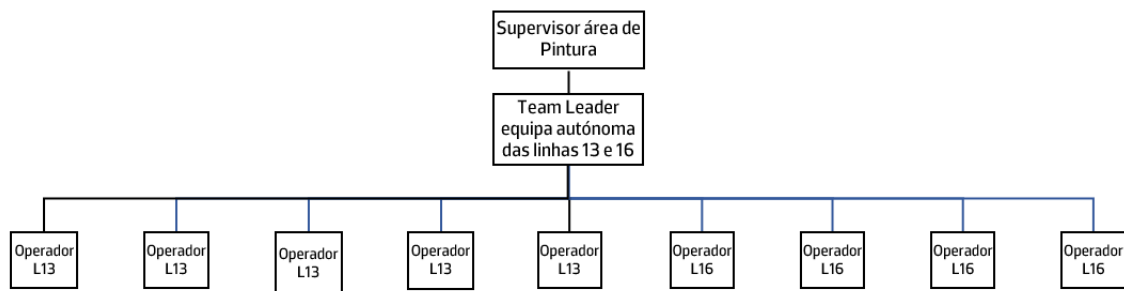 Supervisor área de
Pintura
Team Leader
equipa autónoma
das linhas 13 e 16
Operador
L13
Operador
L13
Operador
L13
Operador
L13
Operador
L13
Operador
L16
Operador
L16
Operador
L16
Operador
L16